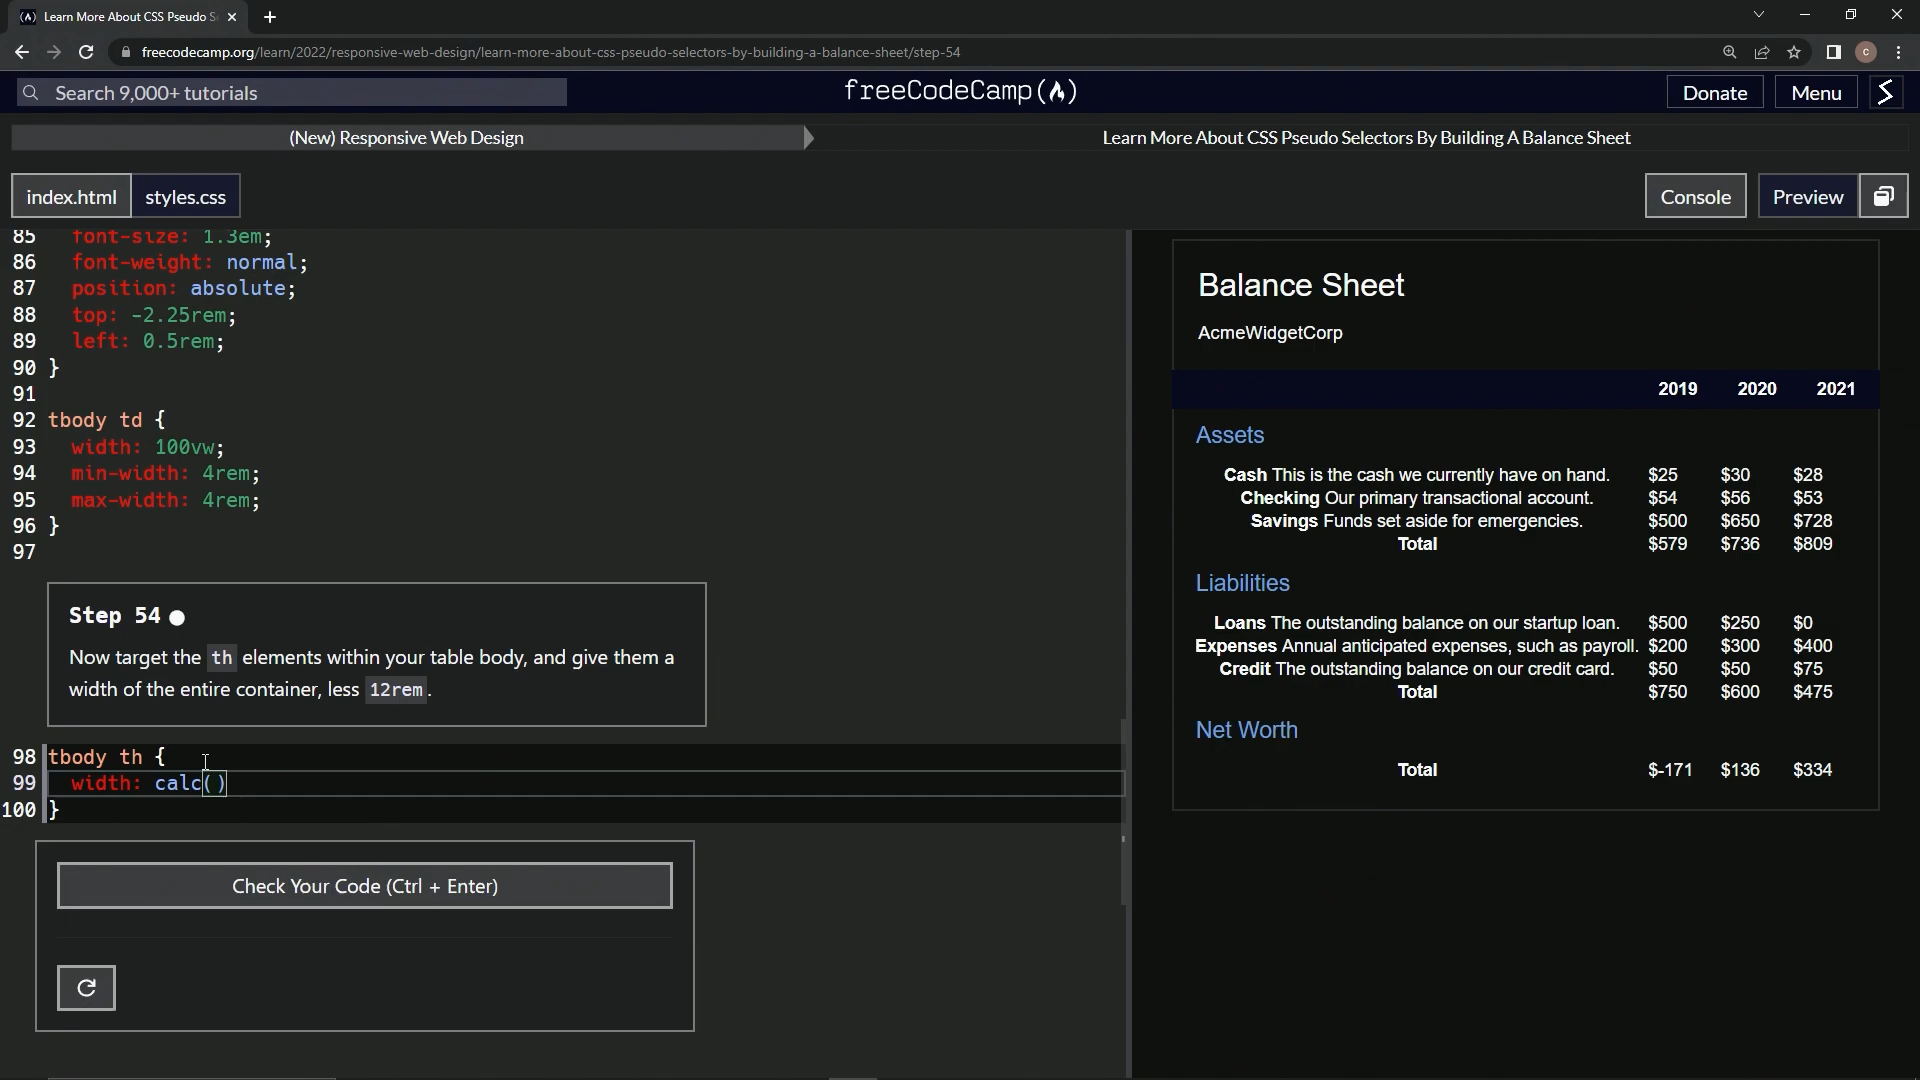 Learn More About CSS Pseudo S
freecodecamp.org/learn/2022/responsive-web-design/learn-more-about-css-pseudo-selectors-by-building-a-balance-sheet/step-54
C
Search 9,000+ tutorials
freeCodeCamp
Donate
Menu
(New) Responsive Web Design
Learn More About CSS Pseudo Selectors By Building A Balance Sheet
index.html
styles.css
Console
Preview
85 font-size: 1.3em;
86 font-weight: normal;
87 position: absolute;
88 top: -2.25rem;
89 left: 0.5rem;
90 }
91
92 tbody td {
93 width: 100vw;
94 min-width: 4rem;
95 max-width: 4rem;
96 }
97
Step 54
Now target the th elements within your table body, and give them a
width of the entire container, less 12rem.
98 tbody th {
99 width: calc()
100 }
Check Your Code (Ctrl + Enter)
Balance Sheet
AcmeWidgetCorp
2019 2020 2021
Assets
Cash This is the cash we currently have on hand. $25 $30 $28
Checking Our primary transactional account. $54 $56 $53
Savings Funds set aside for emergencies. $500 $650 $728
Total $579 $736 $809
Liabilities
Loans The outstanding balance on our startup loan. $500 $250 $0
Expenses Annual anticipated expenses, such as payroll. $200 $300 $400
Credit The outstanding balance on our credit card. $50 $50 $75
Total $750 $600 $475
Net Worth
Total $-171 $136 $334